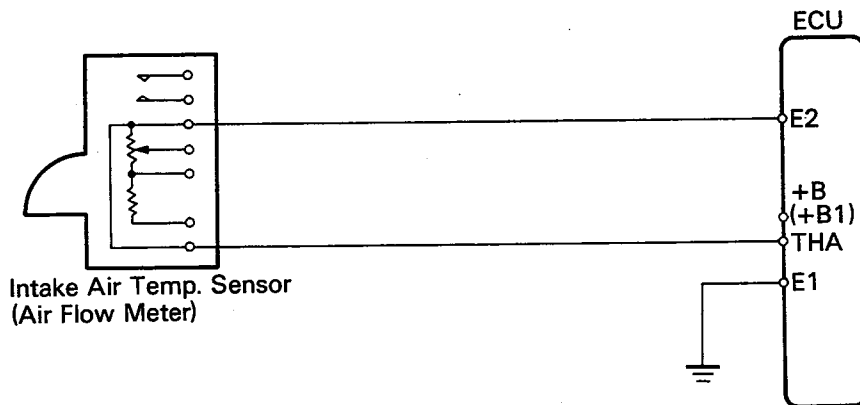 ECU
E2
+B
(+B1)
THA
E1
Intake Air Temp. Sensor
(Air Flow Meter)